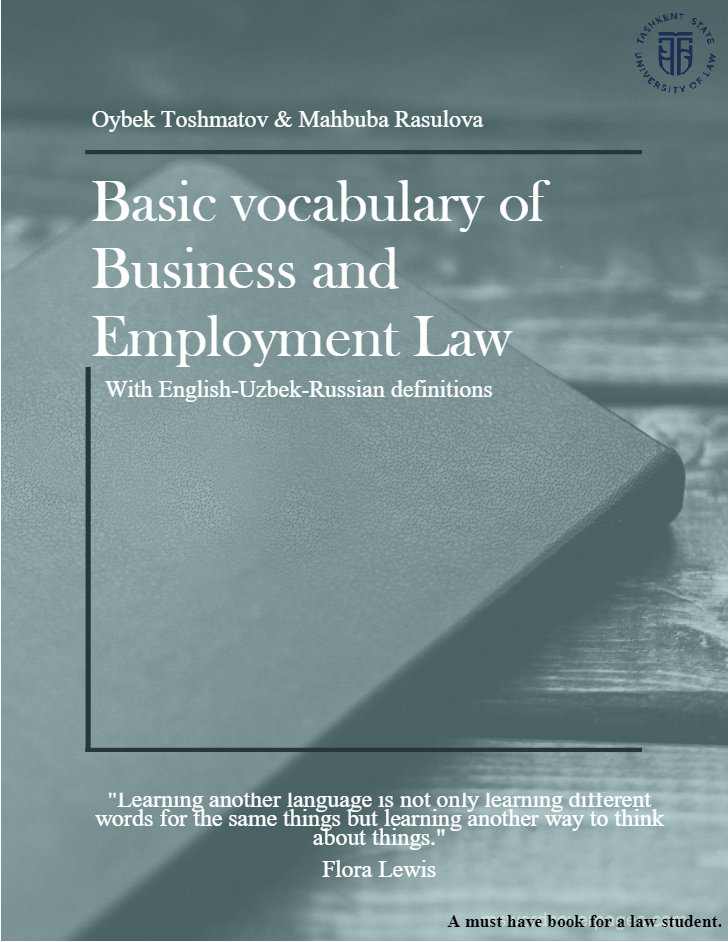 TASHKENT STATE
UNIVERSITY OF LAW
Oybek Toshmatov & Mahbuba Rasulova
Basic vocabulary of
Business and
Employment Law
With English-Uzbek-Russian definitions
"Learning another language is not only learning different
words for the same things but learning another way to think
about things."
Flora Lewis
A must have book for a law student.